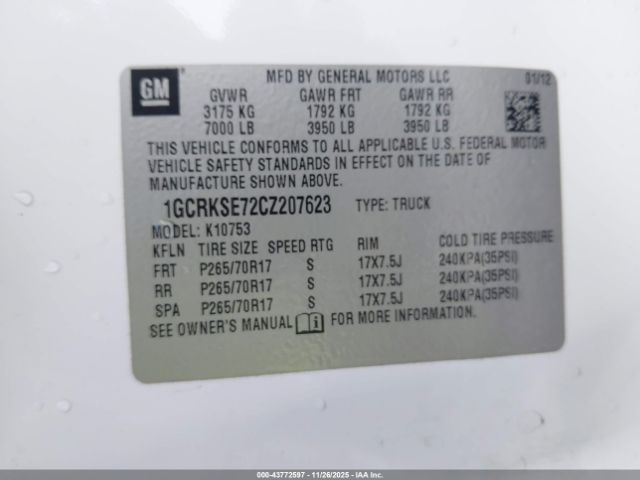 GM
MFD BY GENERAL MOTORS LLC 01/12
GVWR GAWR FRT GAWR RR
3175 KG 1792 KG 1792 KG
7000 LB 3950 LB 3950 LB
THIS VEHICLE CONFORMS TO ALL APPLICABLE U.S. FEDERAL MOTOR
VEHICLE SAFETY STANDARDS IN EFFECT ON THE DATE OF
MANUFACTURE SHOWN ABOVE.
1GCRKSE72CZ207623 TYPE: TRUCK
MODEL: K10753
KFLN TIRE SIZE SPEED RTG RIM COLD TIRE PRESSURE
FRT P265/70R17 S 17X7.5J 240KPA(35PSI)
RR P265/70R17 S 17X7.5J 240KPA(35PSI)
SPA P265/70R17 S 17X7.5J 240KPA(35PSI)
SEE OWNER'S MANUAL FOR MORE INFORMATION.
000-43772597 - 11/26/2025 - IAAI.COM